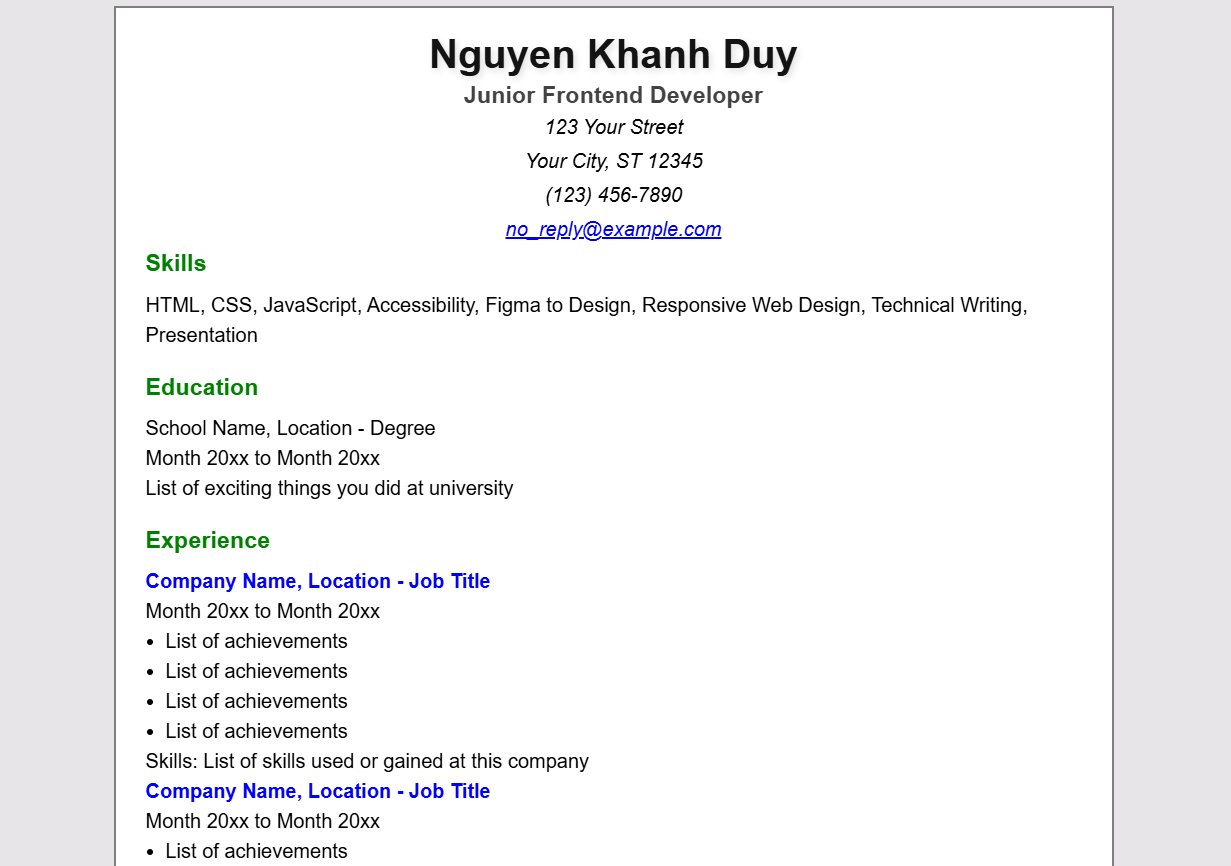 Nguyen Khanh Duy
Junior Frontend Developer
123 Your Street
Your City, ST 12345
(123) 456-7890
no_reply@example.com
Skills
HTML, CSS, JavaScript, Accessibility, Figma to Design, Responsive Web Design, Technical Writing,
Presentation
Education
School Name, Location - Degree
Month 20xx to Month 20xx
List of exciting things you did at university
Experience
Company Name, Location - Job Title
Month 20xx to Month 20xx
• List of achievements
• List of achievements
• List of achievements
• List of achievements
Skills: List of skills used or gained at this company
Company Name, Location - Job Title
Month 20xx to Month 20xx
• List of achievements